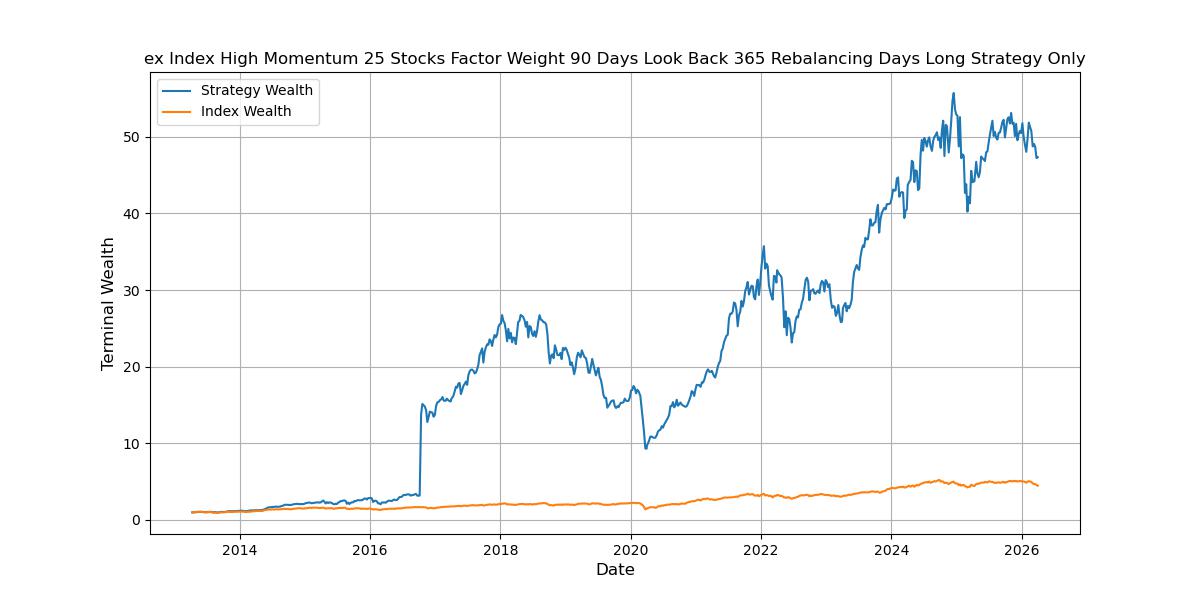 ex Index High Momentum 25 Stocks Factor Weight 90 Days Look Back 365 Rebalancing Days Long Strategy Only
Strategy Wealth
Index Wealth
Terminal Wealth
50
40
30
20
10
0
2014 2016 2018 2020 2022 2024 2026
Date